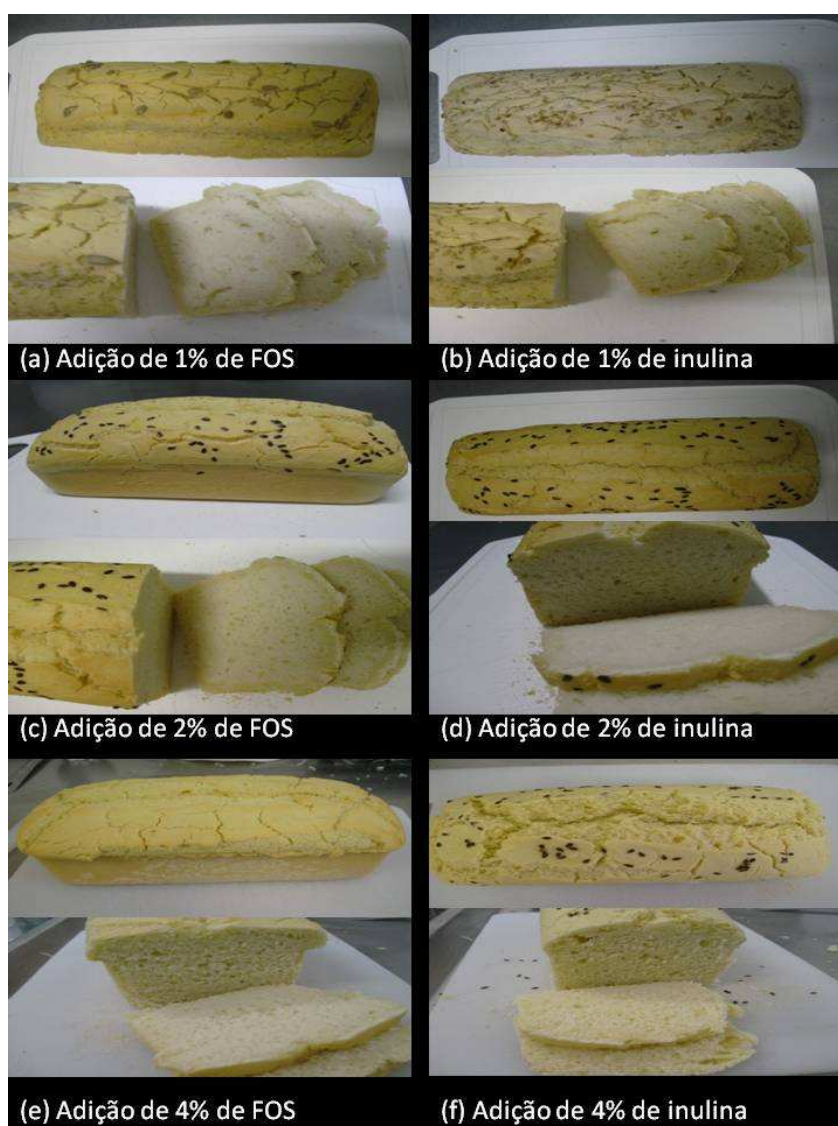 (a) Adição de 1% de FOS
(b) Adição de 1% de inulina
(c) Adição de 2% de FOS
(d) Adição de 2% de inulina
(e) Adição de 4% de FOS
(f) Adição de 4% de inulina